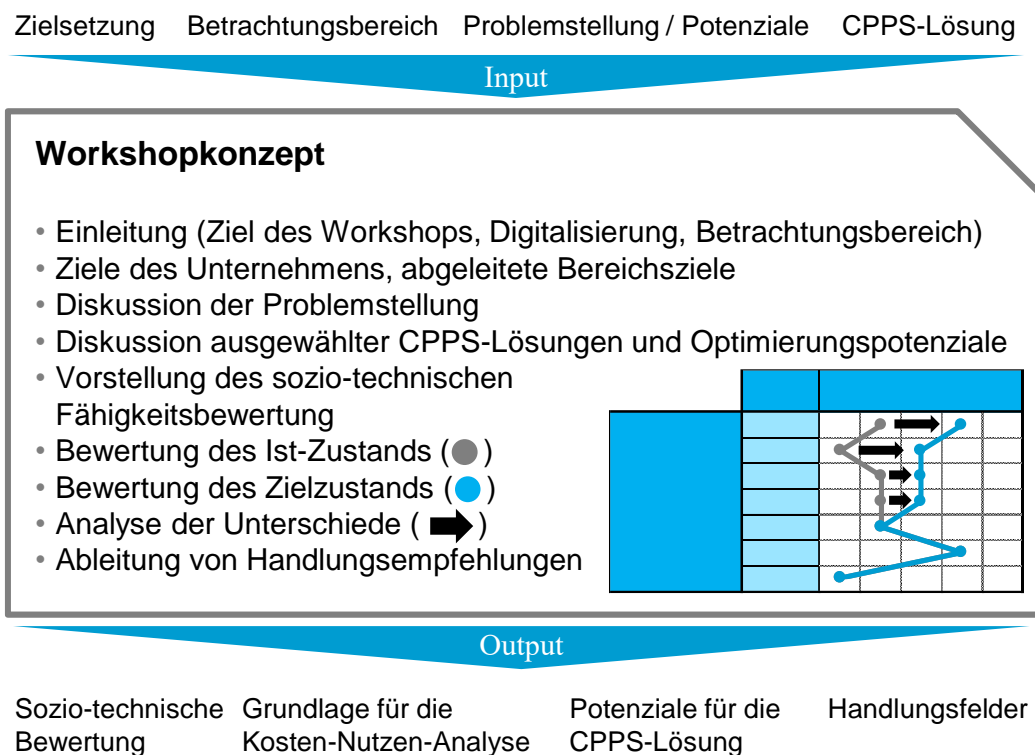 Zielsetzung Betrachtungsbereich Problemstellung / Potenziale CPPS-Lösung
Input
Workshopkonzept
• Einleitung (Ziel des Workshops, Digitalisierung, Betrachtungsbereich)
• Ziele des Unternehmens, abgeleitete Bereichsziele
• Diskussion der Problemstellung
• Diskussion ausgewählter CPPS-Lösungen und Optimierungspotenziale
• Vorstellung des sozio-technischen
Fähigkeitsbewertung
• Bewertung des Ist-Zustands ( )
• Bewertung des Zielzustands ( )
• Analyse der Unterschiede ( )
• Ableitung von Handlungsempfehlungen
Output
Sozio-technische Grundlage für die Potenziale für die Handlungsfelder
Bewertung Kosten-Nutzen-Analyse CPPS-Lösung